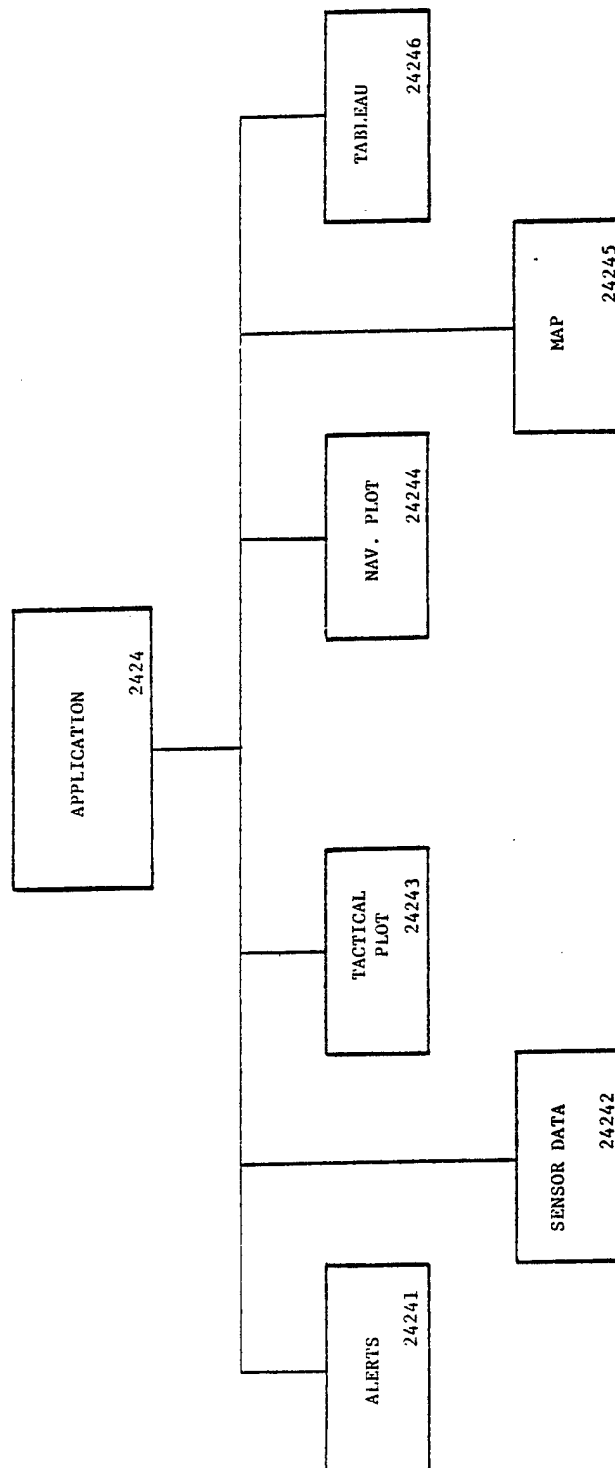 APPLICATION
2424
ALERTS
24241
SENSOR DATA
24242
TACTICAL
PLOT
24243
NAV. PLOT
24244
MAP
24245
TABLEAU
24246